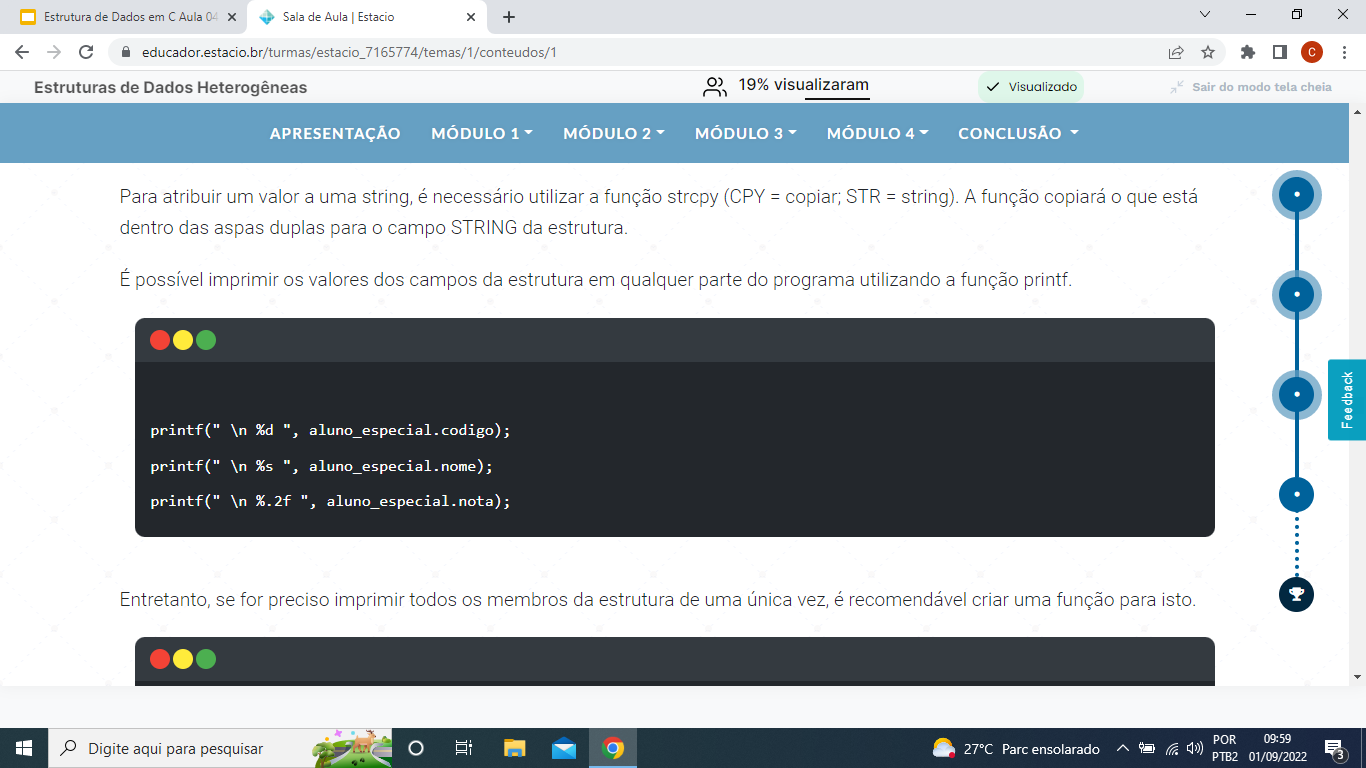 Estrutura de Dados em C Aula 04
Sala de Aula | Estacio
educador.estacio.br/turmas/estacio_7165774/temas/1/conteudos/1
C
Estruturas de Dados Heterogêneas
19% visualizaram
Visualizado
Sair do modo tela cheia
APRESENTAÇÃO
MÓDULO 1
MÓDULO 2
MÓDULO 3
MÓDULO 4
CONCLUSÃO
Para atribuir um valor a uma string, é necessário utilizar a função strcpy (CPY = copiar; STR = string). A função copiará o que está
dentro das aspas duplas para o campo STRING da estrutura.
É possível imprimir os valores dos campos da estrutura em qualquer parte do programa utilizando a função printf.
printf(" \n %d ", aluno_especial.codigo);
printf(" \n %s ", aluno_especial.nome);
printf(" \n %.2f ", aluno_especial.nota);
Entretanto, se for preciso imprimir todos os membros da estrutura de uma única vez, é recomendável criar uma função para isto.
Feedback
Digite aqui para pesquisar
27°C Parc ensolarado
POR
PTB2
09:59
01/09/2022
3